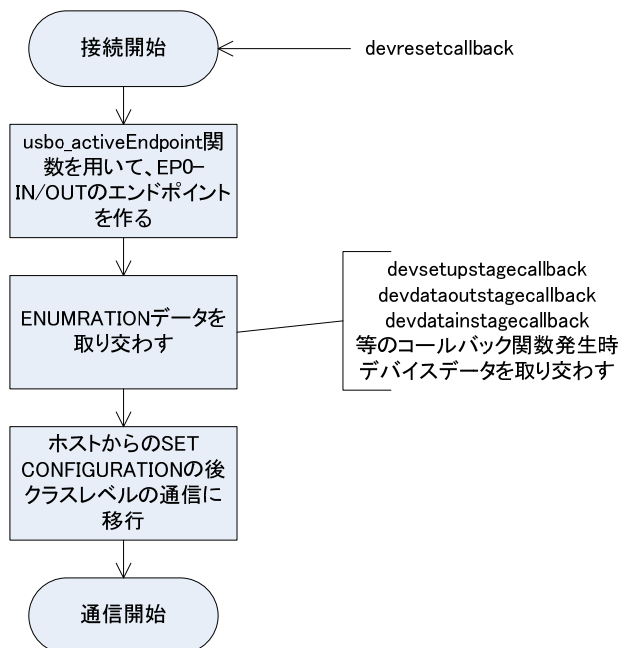 接続開始
devresetcallback
usbo_activeEndpoint関
数を用いて、EP0-
IN/OUTのエンドポイント
を作る
ENUMRATIONデータを
取り交わす
devsetupstagecallback
devdataoutstagecallback
devdatainstagecallback
等のコールバック関数発生時
デバイスデータを取り交わす
ホストからのSET
CONFIGURATIONの後
クラスレベルの通信に
移行
通信開始